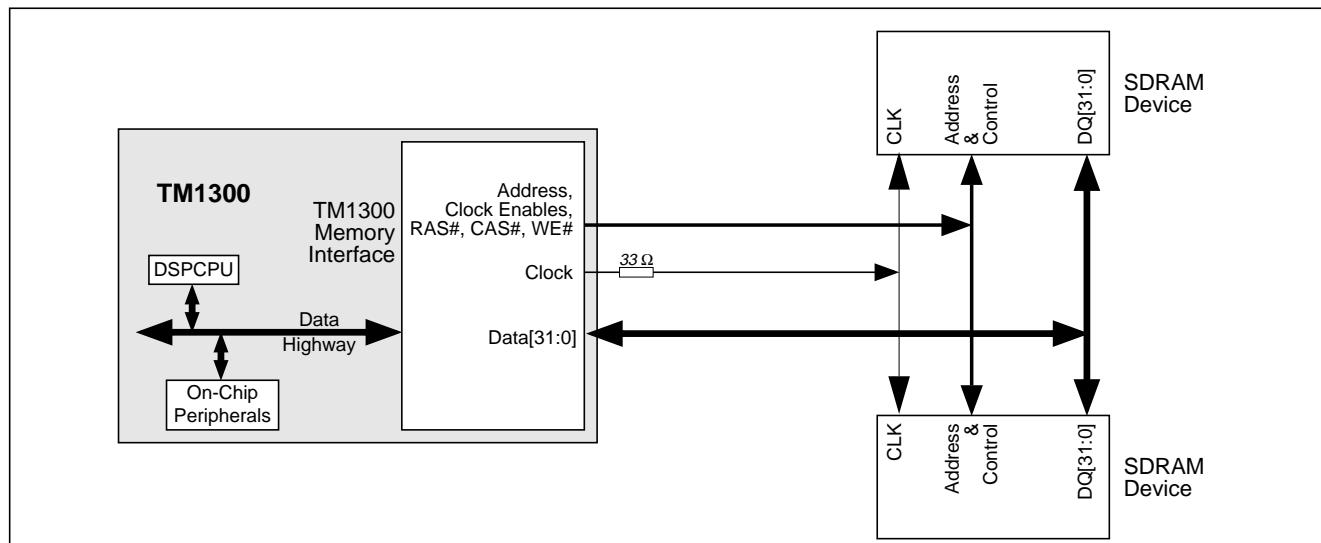 TM1300
DSPCPU
Data
Highway
On-Chip
Peripherals
TM1300
Memory
Interface
Address,
Clock Enables,
RAS#, CAS#, WE#
Clock
Data[31:0]
33 Ω
CLK
Address
&
Control
DQ[31:0]
SDRAM
Device
CLK
Address
&
Control
DQ[31:0]
SDRAM
Device